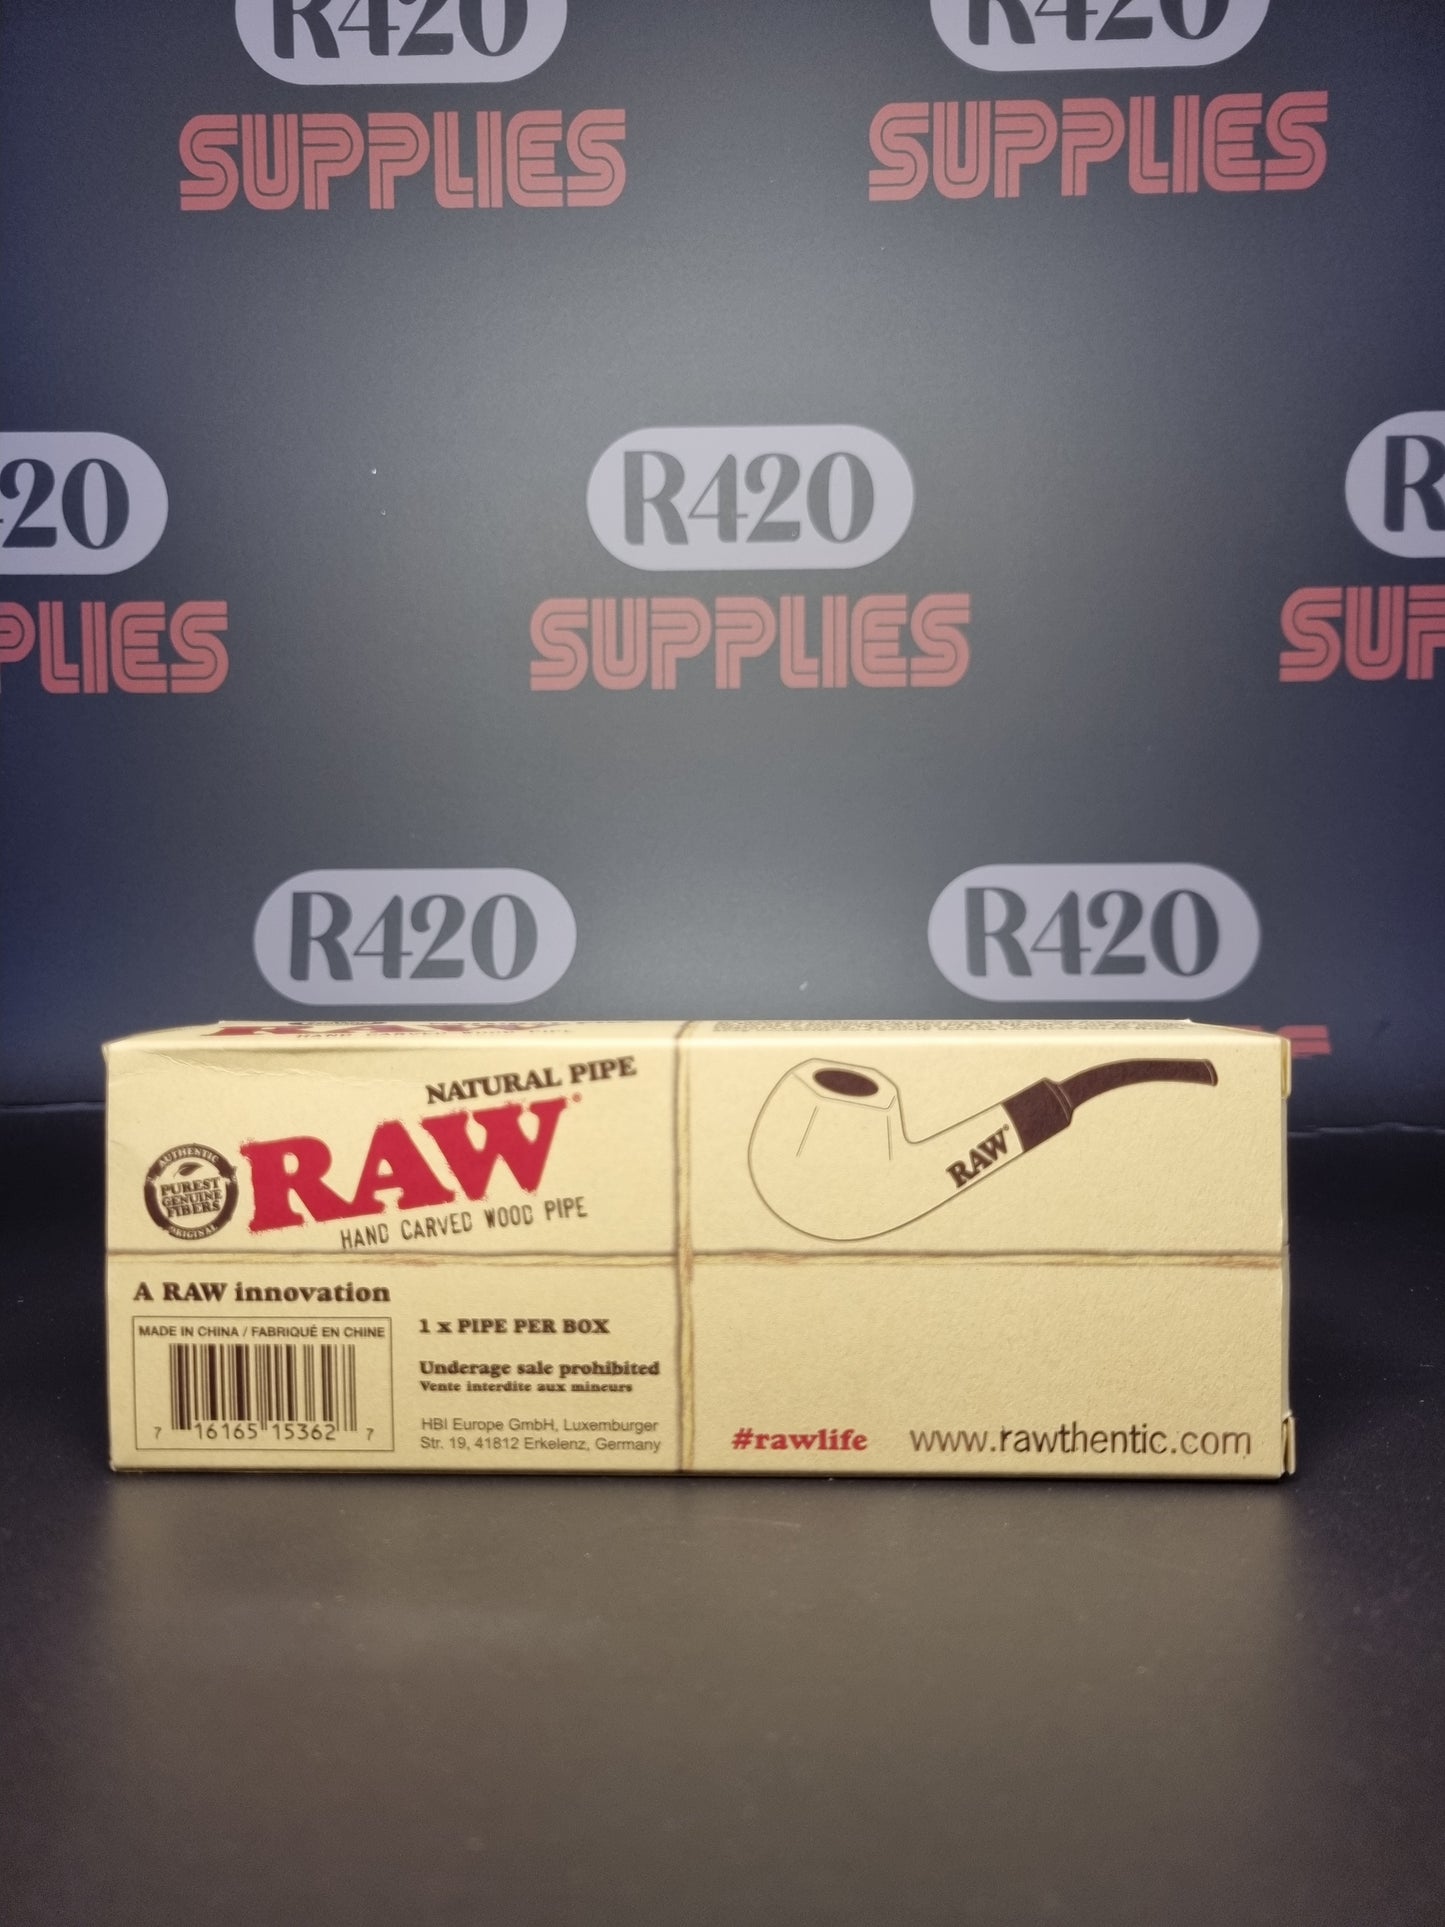 R420
SUPPLIES
R420
SUPPLIES
20
PLIES
R420
SUPPLIES
R
SUP
R420
R420
RAW
NATURAL PIPE
RAW®
HAND CARVED WOOD PIPE
AUTHENTIC
PUREST
GENUINE
FIBERS
ORIGINAL
RAW®
A RAW innovation
MADE IN CHINA / FABRIQUÉ EN CHINE
7 16165 15362 7
1 x PIPE PER BOX
Underage sale prohibited
Vente interdite aux mineurs
HBI Europe GmbH, Luxemburger
Str. 19, 41812 Erkelenz, Germany
#rawlife
www.rawthentic.com